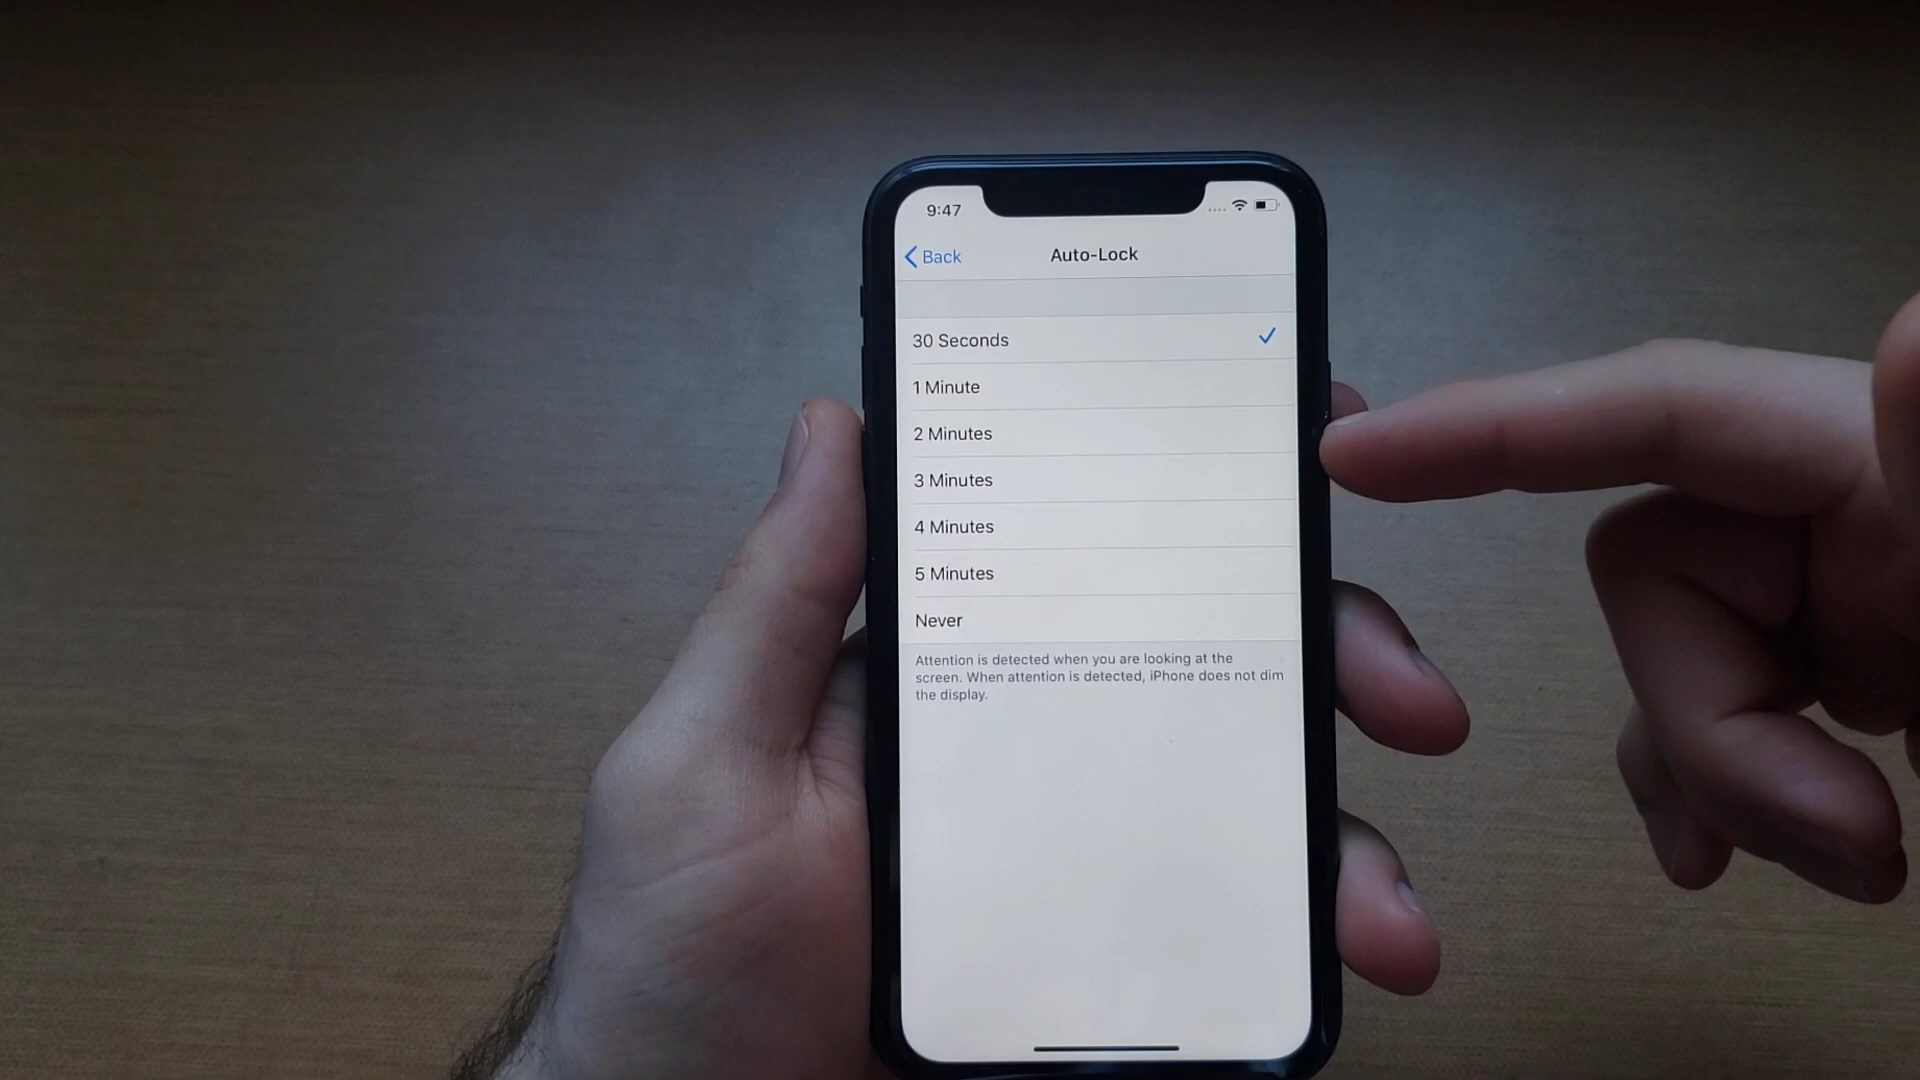 9:47
Back
Auto-Lock
30 Seconds
1 Minute
2 Minutes
3 Minutes
4 Minutes
5 Minutes
Never
Attention is detected when you are looking at the
screen. When attention is detected, iPhone does not dim
the display.